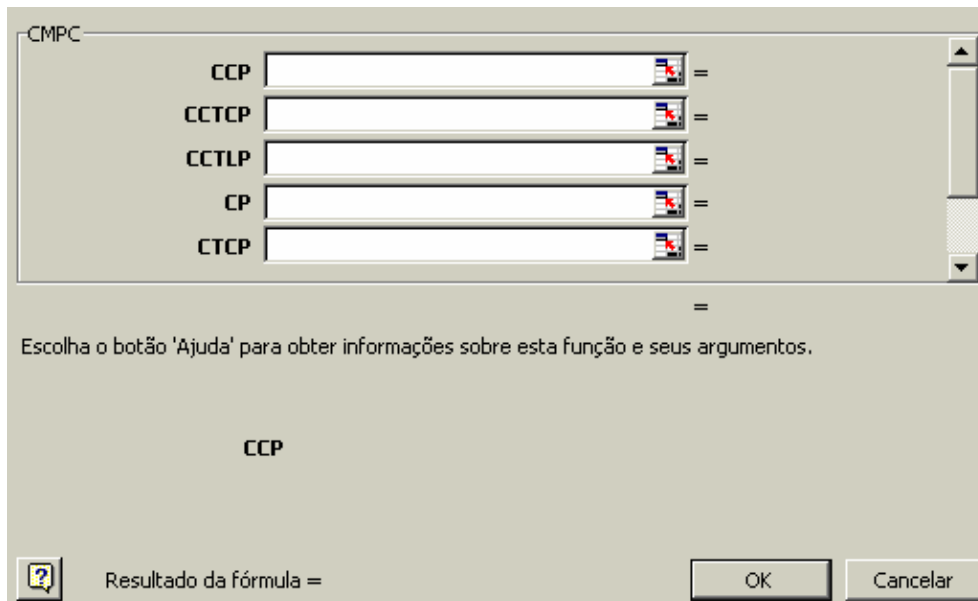 CMPC
CCP =
CCTCP =
CCTLP =
CP =
CTCP =
=
Escolha o botão 'Ajuda' para obter informações sobre esta função e seus argumentos.
CCP
? Resultado da fórmula = OK Cancelar